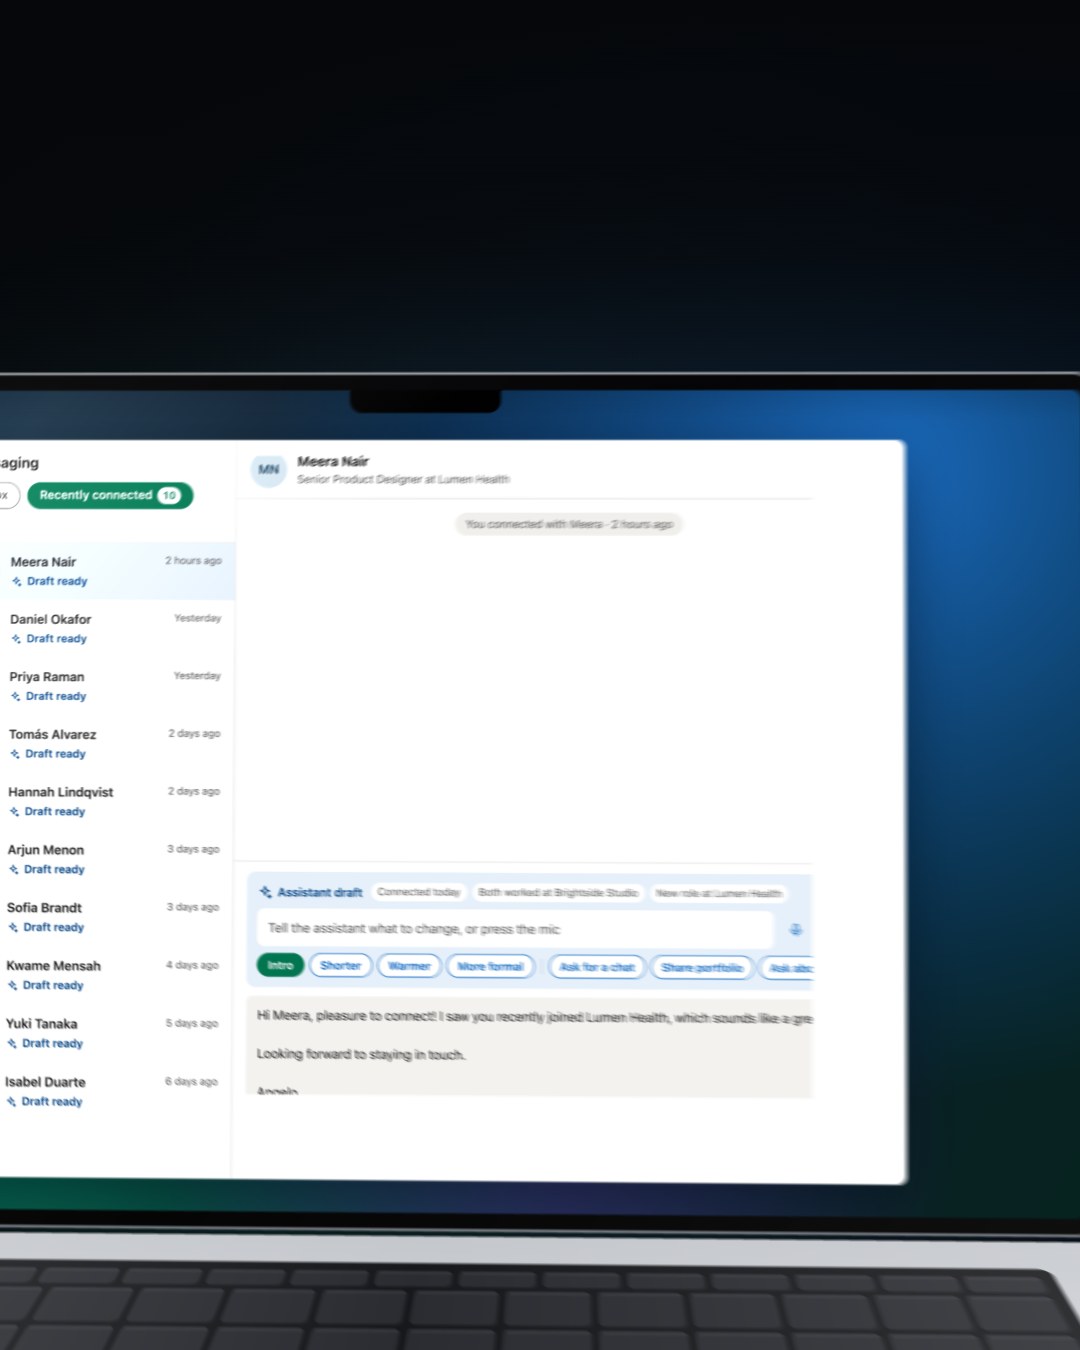 aging
ox
Recently connected 10
Meera Nair
2 hours ago
Draft ready
Daniel Okafor
Yesterday
Draft ready
Priya Raman
Yesterday
Draft ready
Tomás Alvarez
2 days ago
Draft ready
Hannah Lindqvist
2 days ago
Draft ready
Arjun Menon
3 days ago
Draft ready
Sofia Brandt
3 days ago
Draft ready
Kwame Mensah
4 days ago
Draft ready
Yuki Tanaka
5 days ago
Draft ready
Isabel Duarte
6 days ago
Draft ready
MN
Meera Nair
Senior Product Designer at Lumen Health
You connected with Meera · 2 hours ago
Assistant draft
Connected today
Both worked at Brightside Studio
New role at Lumen Health
Tell the assistant what to change, or press the mic
Intro
Shorter
Warmer
More formal
Ask for a chat
Share portfolio
Ask abo
Hi Meera, pleasure to connect! I saw you recently joined Lumen Health, which sounds like a gre
Looking forward to staying in touch.